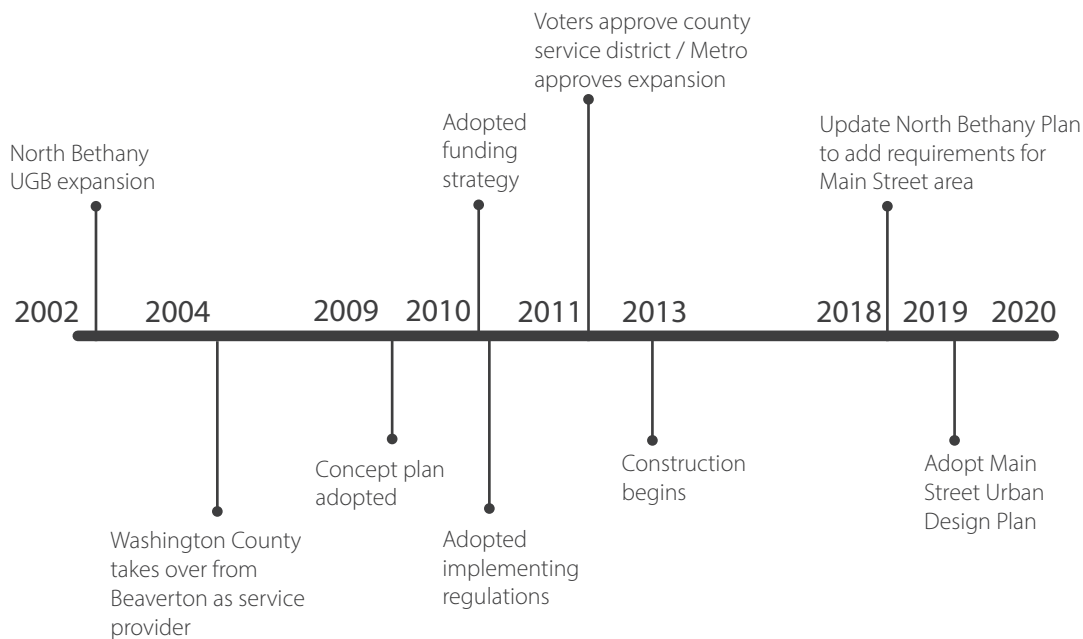 Voters approve county
service district / Metro
approves expansion
Adopted
funding
strategy
Update North Bethany Plan
to add requirements for
Main Street area
North Bethany
UGB expansion
2002 2004 2009 2010 2011 2013 2018 2019 2020
Concept plan
adopted
Construction
begins
Adopt Main
Street Urban
Design Plan
Washington County
takes over from
Beaverton as service
provider
Adopted
implementing
regulations